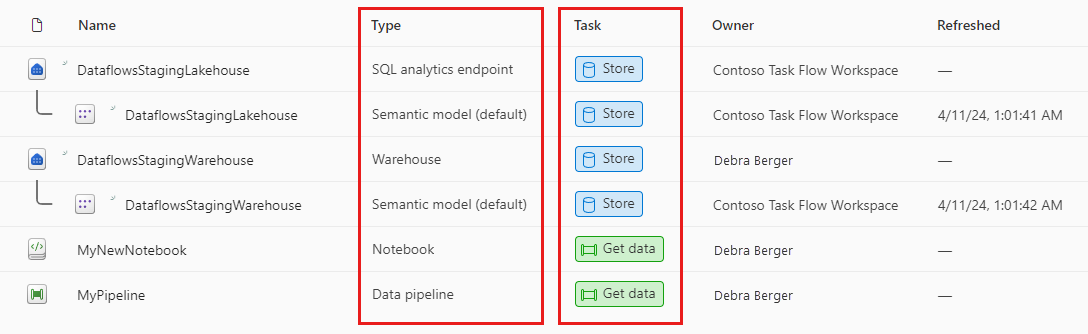 Name Type Task Owner Refreshed
DataflowsStagingLakehouse SQL analytics endpoint Store Contoso Task Flow Workspace —
DataflowsStagingLakehouse Semantic model (default) Store Contoso Task Flow Workspace 4/11/24, 1:01:41 AM
DataflowsStagingWarehouse Warehouse Store Debra Berger —
DataflowsStagingWarehouse Semantic model (default) Store Contoso Task Flow Workspace 4/11/24, 1:01:42 AM
MyNewNotebook Notebook Get data Debra Berger —
MyPipeline Data pipeline Get data Debra Berger —